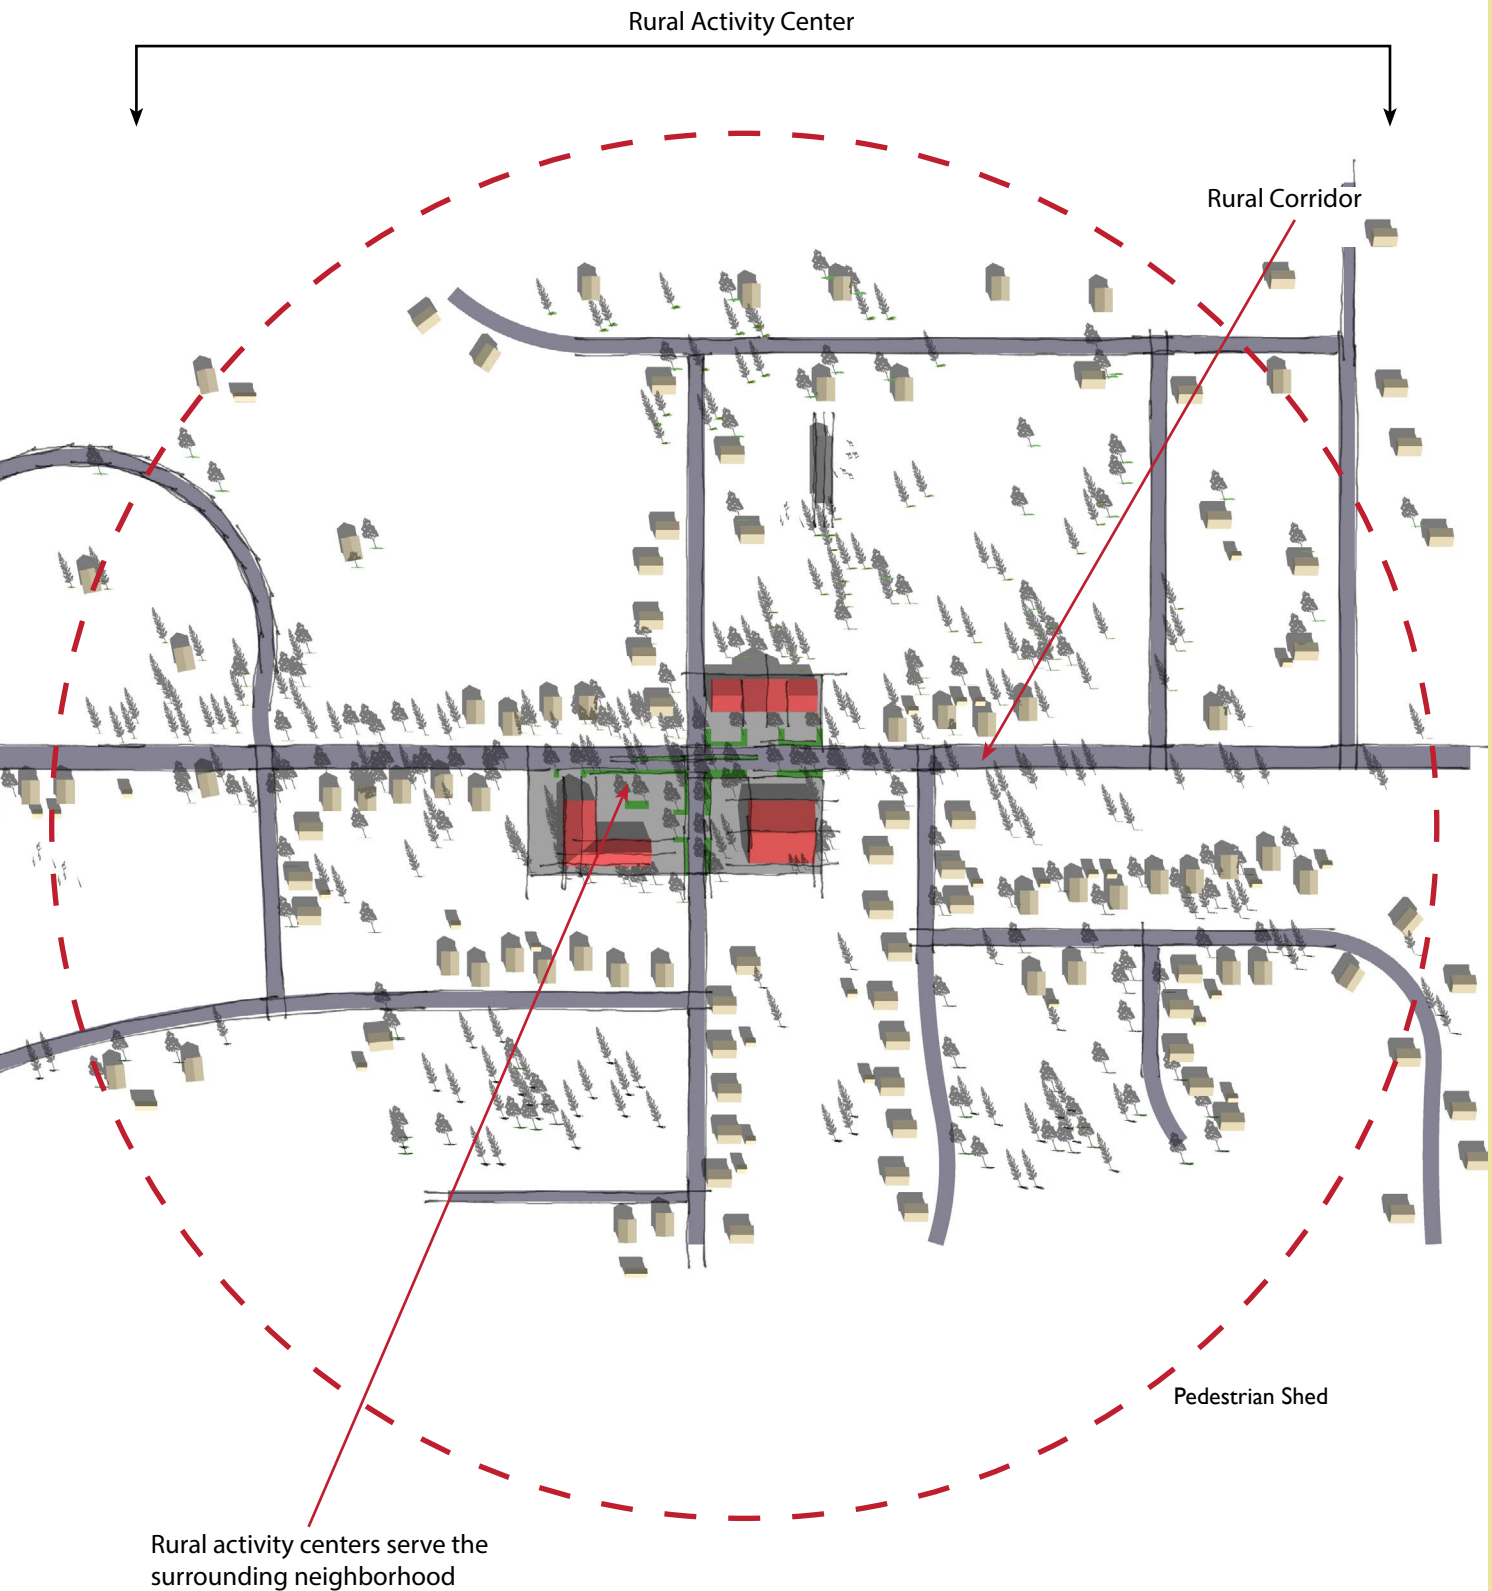 Rural Activity Center
Rural Corridor
Pedestrian Shed
Rural activity centers serve the
surrounding neighborhood